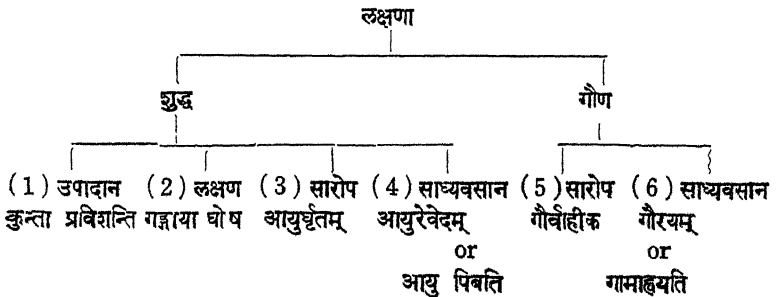 लक्षणा
शुद्ध गौण
(1) उपादान (2) लक्षण (3) सारोप (4) साध्यवसान (5) सारोप (6) साध्यवसान
कुन्ता प्रविशन्ति गङ्गाया घोष आयुर्घृतम् आयुरेवेदम् गौर्वाहीक गौरयम्
or or
आयु पिबति गामाह्वयति